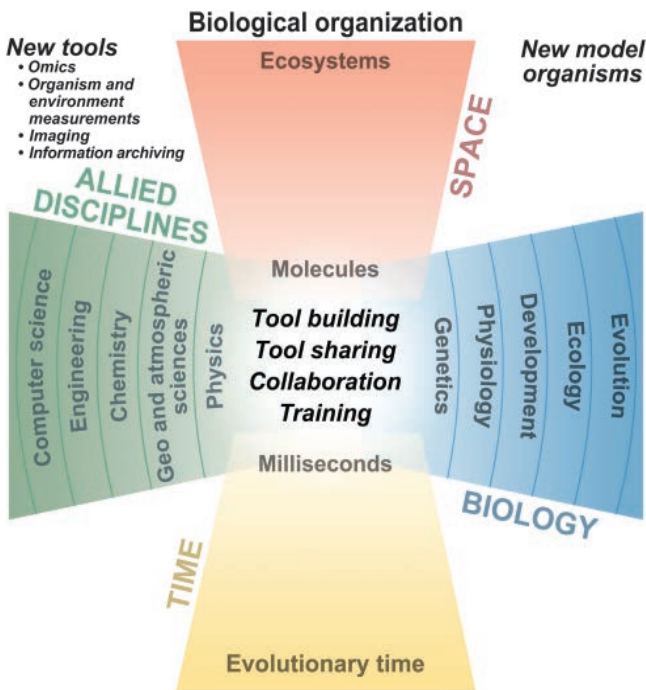 Biological organization
New tools
• Omics
• Organism and
environment
measurements
• Imaging
• Information archiving
New model
organisms
Ecosystems
SPACE
ALLIED
DISCIPLINES
Molecules
Computer science
Engineering
Chemistry
Geo and atmospheric
sciences
Physics
Tool building
Tool sharing
Collaboration
Training
Genetics
Physiology
Development
Ecology
Evolution
Milliseconds
BIOLOGY
TIME
Evolutionary time